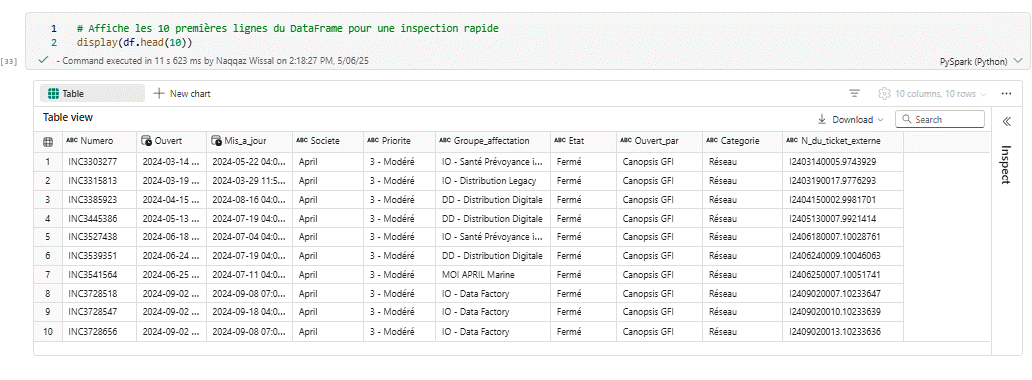 1 # Affiche les 10 premières lignes du DataFrame pour une inspection rapide
2 display(df.head(10))
[33] - Command executed in 11 s 623 ms by Naqqaz Wissal on 2:18:27 PM, 5/06/25 PySpark (Python)
Table + New chart 10 columns, 10 rows ...
Table view Download Search
ABC Numero Ouvert Mis_a_jour ABC Societe ABC Priorite ABC Groupe_affectation ABC Etat ABC Ouvert_par ABC Categorie ABC N_du_ticket_externe
1 INC3303277 2024-03-14 ... 2024-05-22 04:0... April 3 - Modéré IO - Santé Prévoyance i... Fermé Canopsis GFI Réseau I2403140005.9743929
2 INC3315813 2024-03-19 ... 2024-03-29 11:5... April 3 - Modéré IO - Distribution Legacy Fermé Canopsis GFI Réseau I2403190017.9776293
3 INC3385923 2024-04-15 ... 2024-08-16 04:0... April 3 - Modéré DD - Distribution Digitale Fermé Canopsis GFI Réseau I2404150002.9981701
4 INC3445386 2024-05-13 ... 2024-07-19 04:0... April 3 - Modéré DD - Distribution Digitale Fermé Canopsis GFI Réseau I2405130007.9921414
5 INC3527438 2024-06-18 ... 2024-07-04 04:0... April 3 - Modéré IO - Santé Prévoyance i... Fermé Canopsis GFI Réseau I2406180007.10028761
6 INC3539351 2024-06-24 ... 2024-07-19 04:0... April 3 - Modéré DD - Distribution Digitale Fermé Canopsis GFI Réseau I2406240009.10046063
7 INC3541564 2024-06-25 ... 2024-07-11 04:0... April 3 - Modéré MOI APRIL Marine Fermé Canopsis GFI Réseau I2406250007.10051741
8 INC3728518 2024-09-02 ... 2024-09-08 07:0... April 3 - Modéré IO - Data Factory Fermé Canopsis GFI Réseau I2409020007.10233647
9 INC3728547 2024-09-02 ... 2024-09-18 04:0... April 3 - Modéré IO - Data Factory Fermé Canopsis GFI Réseau I2409020010.10233639
10 INC3728656 2024-09-02 ... 2024-09-08 07:0... April 3 - Modéré IO - Data Factory Fermé Canopsis GFI Réseau I2409020013.10233636
Inspect